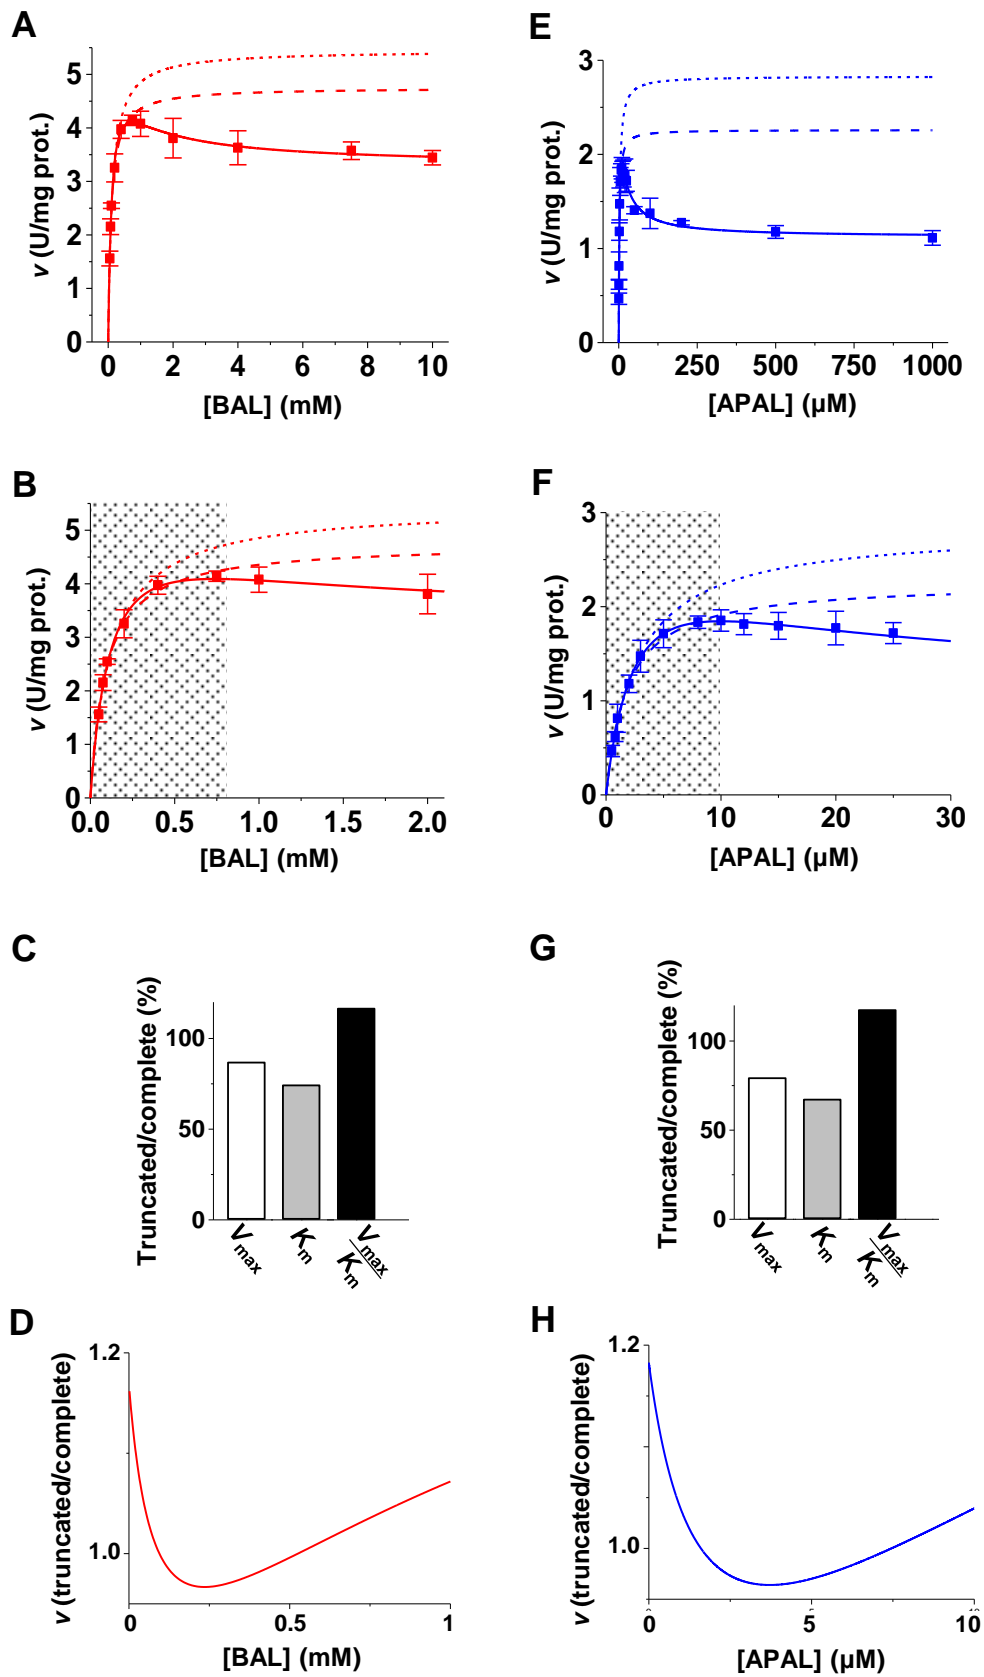 A
v (U/mg prot.)
5
4
3
2
1
0
0 2 4 6 8 10
[BAL] (mM)
E
v (U/mg prot.)
3
2
1
0
0 250 500 750 1000
[APAL] (µM)
B
v (U/mg prot.)
5
4
3
2
1
0
0.0 0.5 1.0 1.5 2.0
[BAL] (mM)
F
v (U/mg prot.)
3
2
1
0
0 10 20 30
[APAL] (µM)
C
Truncated/complete (%)
100
50
0
Vmax
Km
Vmax
Km
G
Truncated/complete (%)
100
50
0
Vmax
Km
Vmax
Km
D
v (truncated/complete)
1.2
1.0
0 0.5 1
[BAL] (mM)
H
v (truncated/complete)
1.2
1.0
0 5 10
[APAL] (µM)